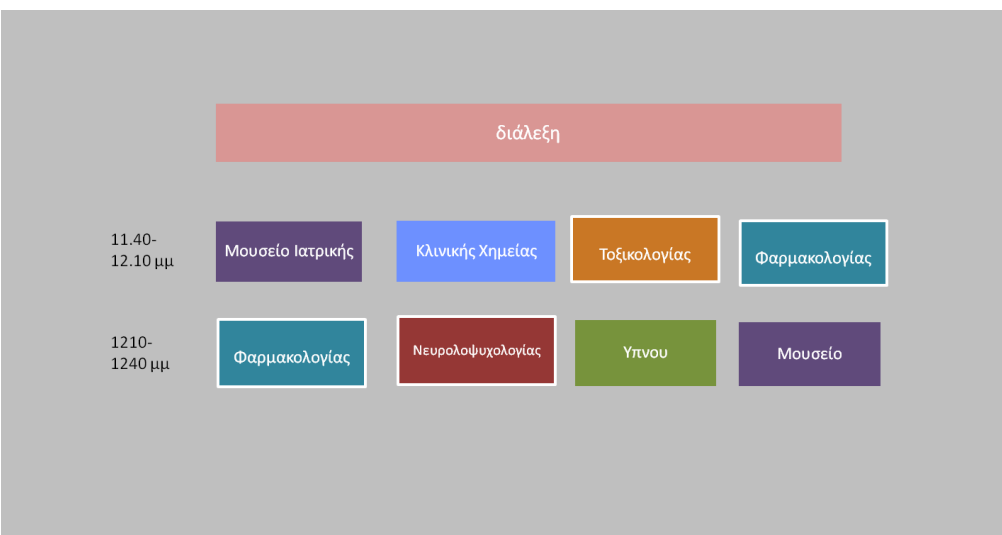 διάλεξη
11.40-
12.10 μμ
Μουσείο Ιατρικής
Κλινικής Χημείας
Τοξικολογίας
Φαρμακολογίας
1210-
1240 μμ
Φαρμακολογίας
Νευρολοψυχολογίας
Υπνου
Μουσείο